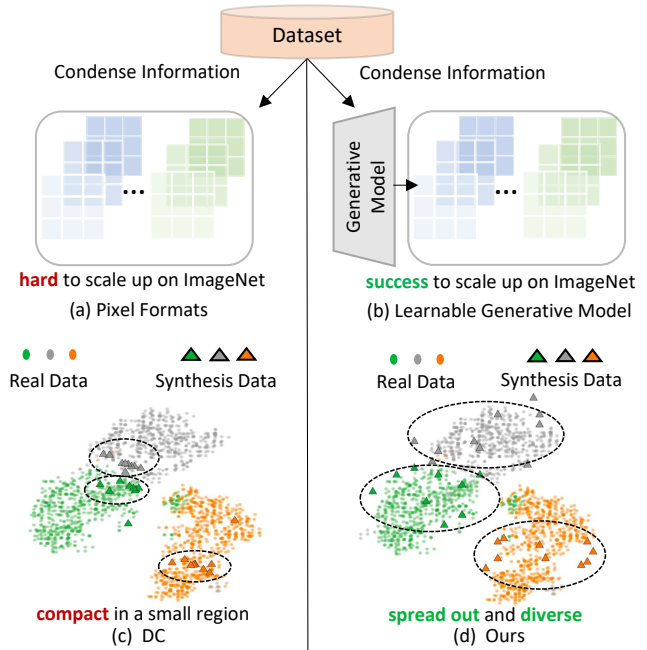 Dataset
Condense Information
Condense Information
Generative
Model
...
...
hard to scale up on ImageNet
success to scale up on ImageNet
(a) Pixel Formats
(b) Learnable Generative Model
Real Data
Synthesis Data
Real Data
Synthesis Data
compact in a small region
spread out and diverse
(c) DC
(d) Ours